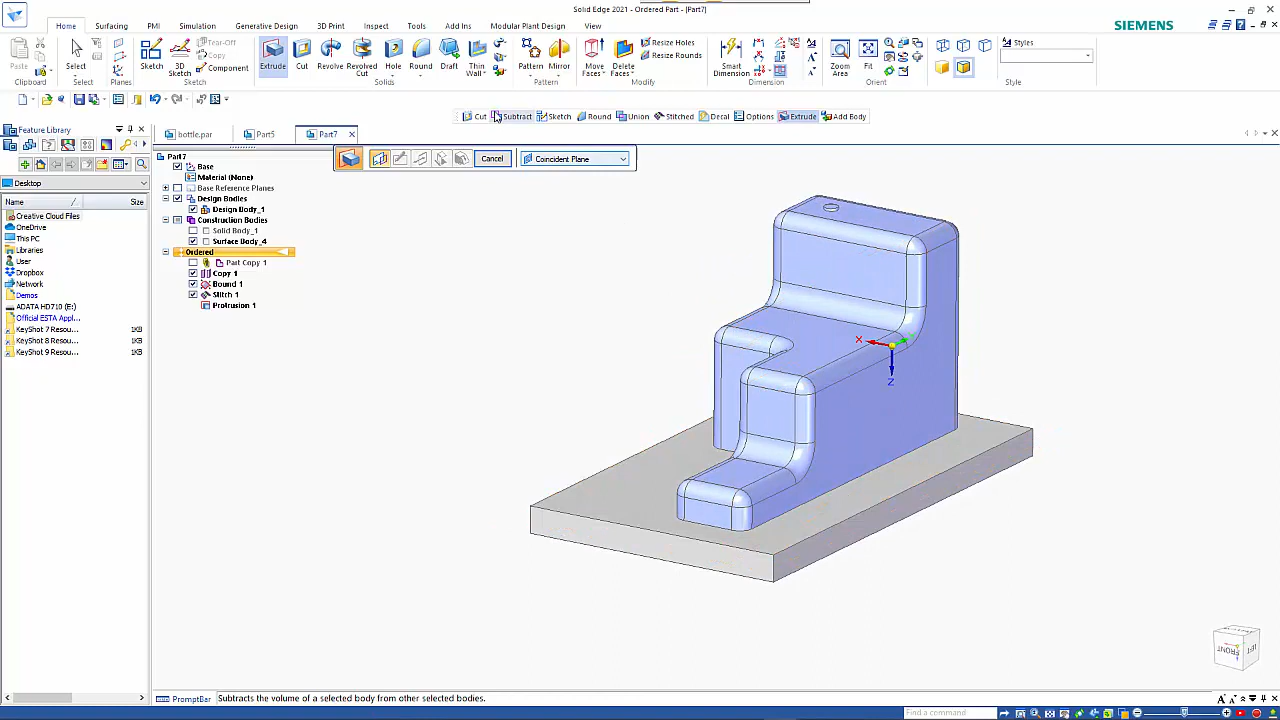 Solid Edge 2021 - Ordered Part - [Part7]
Home Surfacing PMI Simulation Generative Design 3D Print Inspect Tools Add Ins Modular Plant Design View
SIEMENS
Paste
Select
Sketch
3D Sketch
Tear-Off
Copy
Component
Extrude
Cut
Revolve
Revolved Cut
Hole
Round
Draft
Thin Wall
Pattern
Mirror
Move Faces
Delete Faces
Resize Holes
Resize Rounds
Smart Dimension
Zoom Area
Fit
Styles
Clipboard Select Planes Sketch Solids Pattern Modify Dimension Orient Style
Cut Subtract Sketch Round Union Stitched Decal Options Extrude Add Body
Feature Library
bottle.par Part5 Part7
Cancel Coincident Plane
Desktop
Name Size
Creative Cloud Files
OneDrive
This PC
Libraries
User
Dropbox
Network
Demos
ADATA HD710 (E:)
Official ESTA Appl...
KeyShot 7 Resou... 1KB
KeyShot 8 Resou... 1KB
KeyShot 9 Resou... 1KB
Part7
Base
Material (None)
Base Reference Planes
Design Bodies
Design Body_1
Construction Bodies
Solid Body_1
Surface Body_4
Ordered
Part Copy 1
Copy 1
Bound 1
Stitch 1
Protrusion 1
X
Z
PromptBar Subtracts the volume of a selected body from other selected bodies.
Find a command